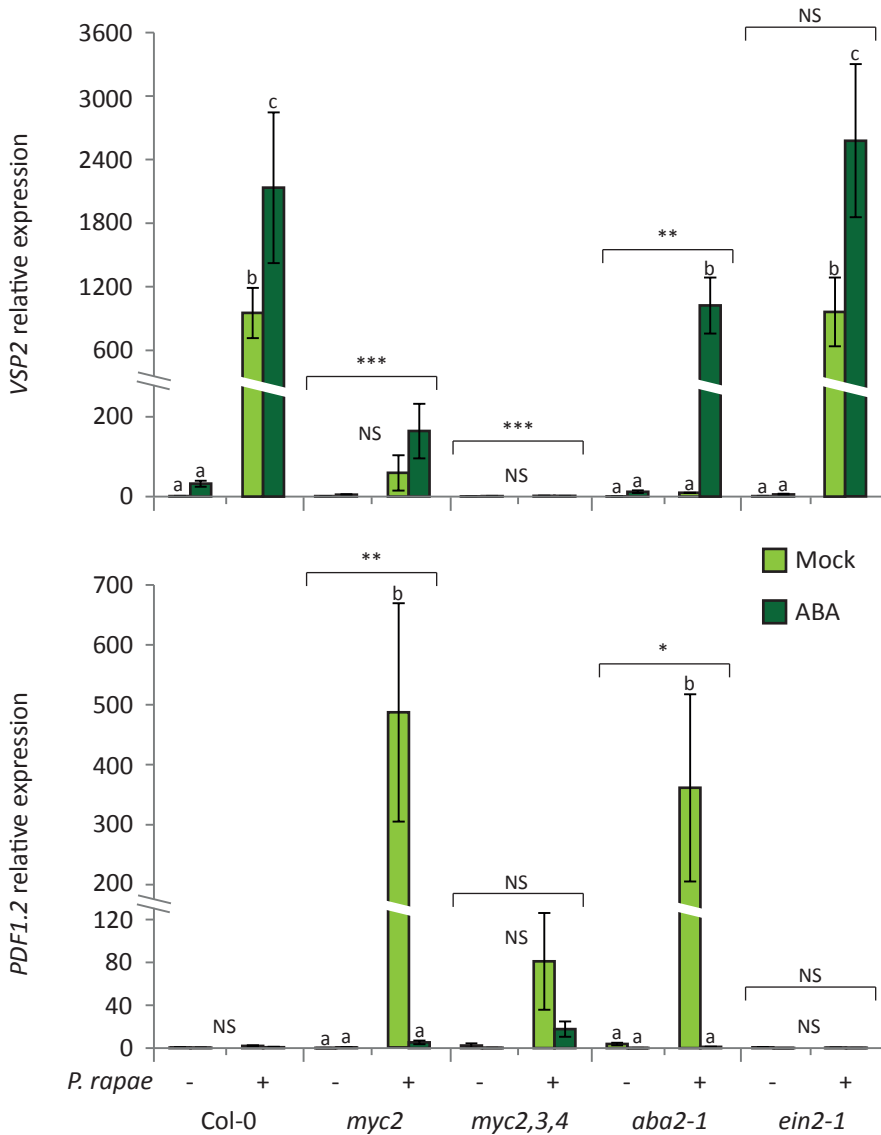 NS
3600
3000
2400
1800
1200
600
200
0
VSP2 relative expression
c
c
b
b
b
**
***
***
NS
NS
a a
a a a
a a
Mock
ABA
700
600
500
400
300
200
120
80
40
0
PDF1.2 relative expression
**
b
*
b
NS
NS
NS
NS
NS
a a a
a a a
P. rapae - + - + - + - + - +
Col-0 myc2 myc2,3,4 aba2-1 ein2-1